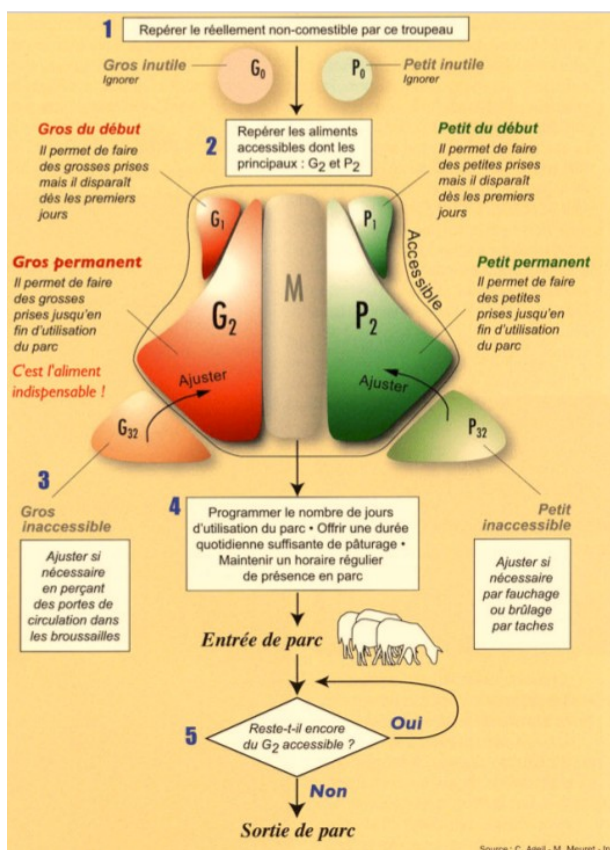 1
Repérer le réellement non-comestible par ce troupeau
Gros inutile
Ignorer
G0
P0
Petit inutile
Ignorer
Gros du début
Il permet de faire
des grosses prises
mais il disparaît
dès les premiers
jours
2
Repérer les aliments
accessibles dont les
principaux : G2 et P2
Petit du début
Il permet de faire
des petites prises
mais il disparaît
dès les premiers
jours
G1
P1
Accessible
Gros permanent
Il permet de faire
des grosses
prises jusqu'en
fin d'utilisation
du parc
C'est l'aliment
indispensable !
G2
M
P2
Petit permanent
Il permet de faire
des petites
prises jusqu'en
fin d'utilisation
du parc
Ajuster
Ajuster
G32
P32
3
Gros
inaccessible
Ajuster si
nécessaire
en perçant
des portes de
circulation dans
les broussailles
4
Programmer le nombre de jours
d'utilisation du parc • Offrir une durée
quotidienne suffisante de pâturage •
Maintenir un horaire régulier
de présence en parc
Petit
inaccessible
Ajuster si
nécessaire
par fauchage
ou brûlage
par taches
Entrée de parc
5
Reste-t-il encore
du G2 accessible ?
Oui
Non
Sortie de parc
Source : C. Agreil - M. Meuret -